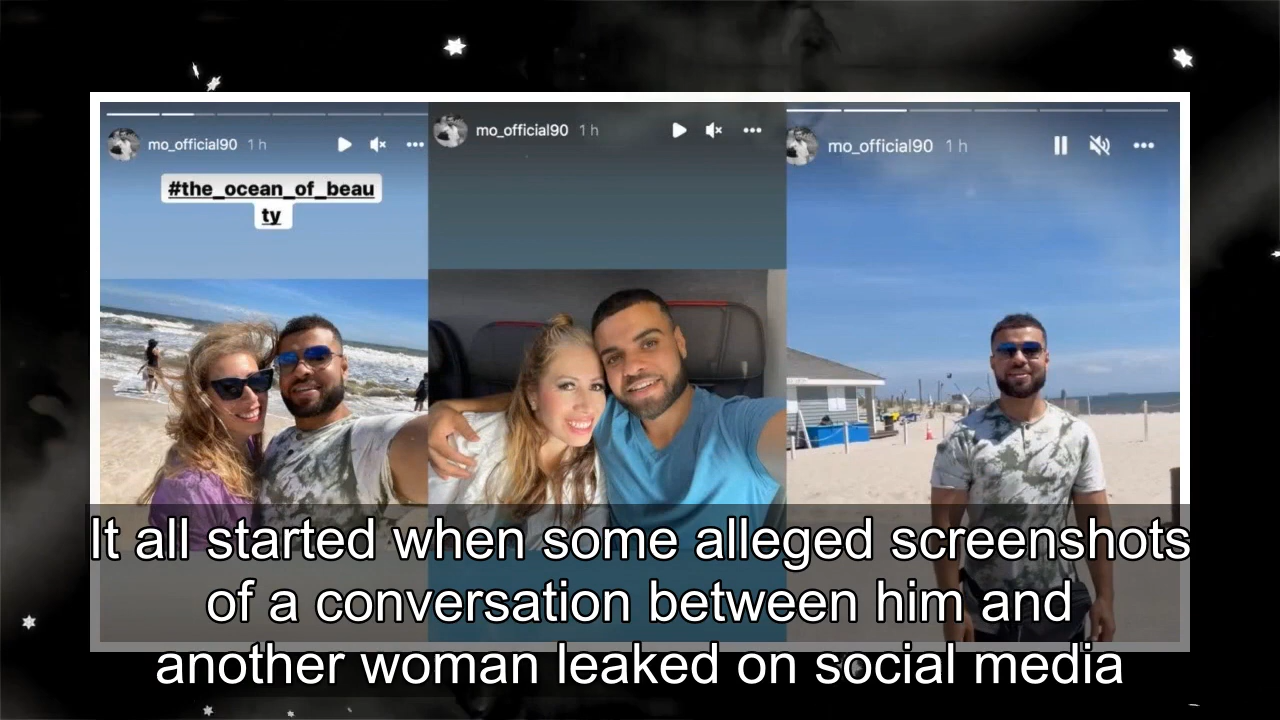 mo_official90 1 h
#the_ocean_of_beau
ty
mo_official90 1 h
mo_official90 1 h
It all started when some alleged screenshots
of a conversation between him and
another woman leaked on social media